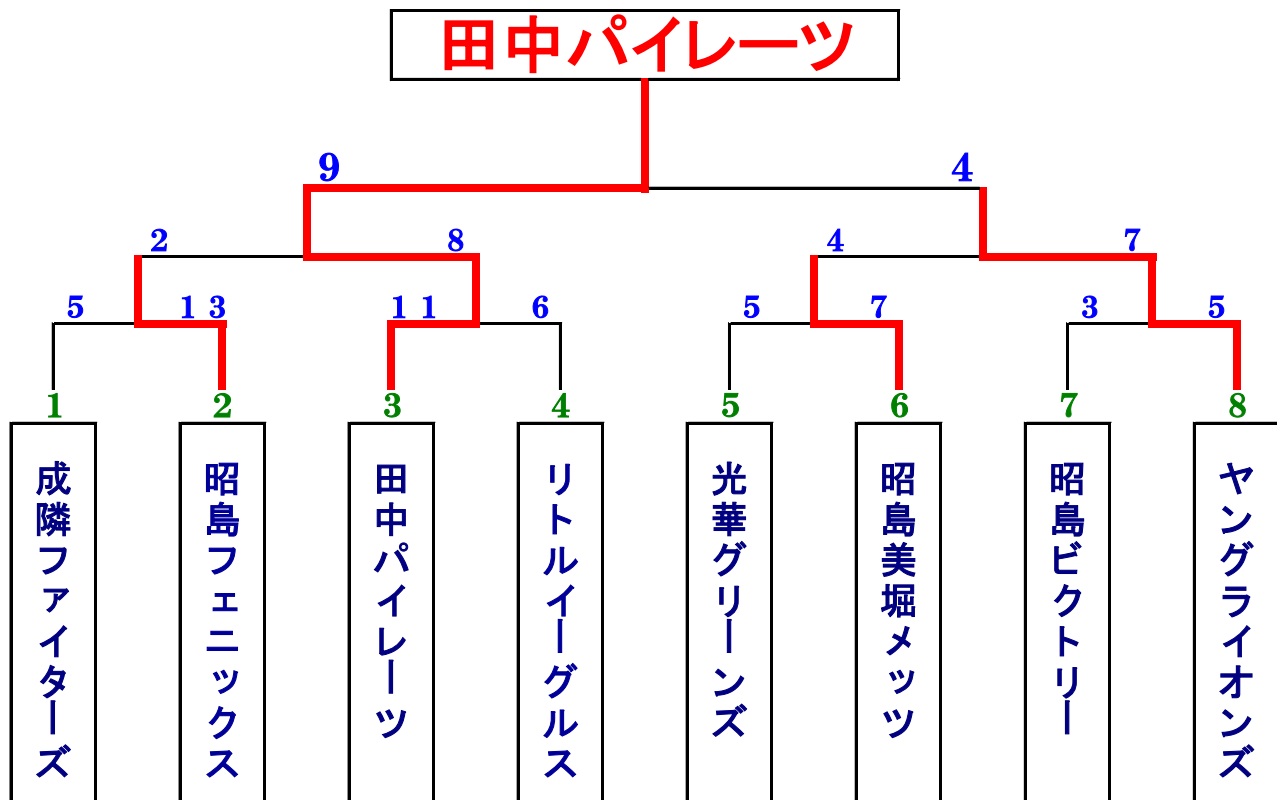 田中パイレーツ
9 4
2 8 4 7
5 13 11 6 5 7 3 5
1 2 3 4 5 6 7 8
成隣ファイターズ
昭島フェニックス
田中パイレーツ
リトルイーグルス
光華グリーンズ
昭島美堀メッツ
昭島ビクトリー
ヤングライオンズ